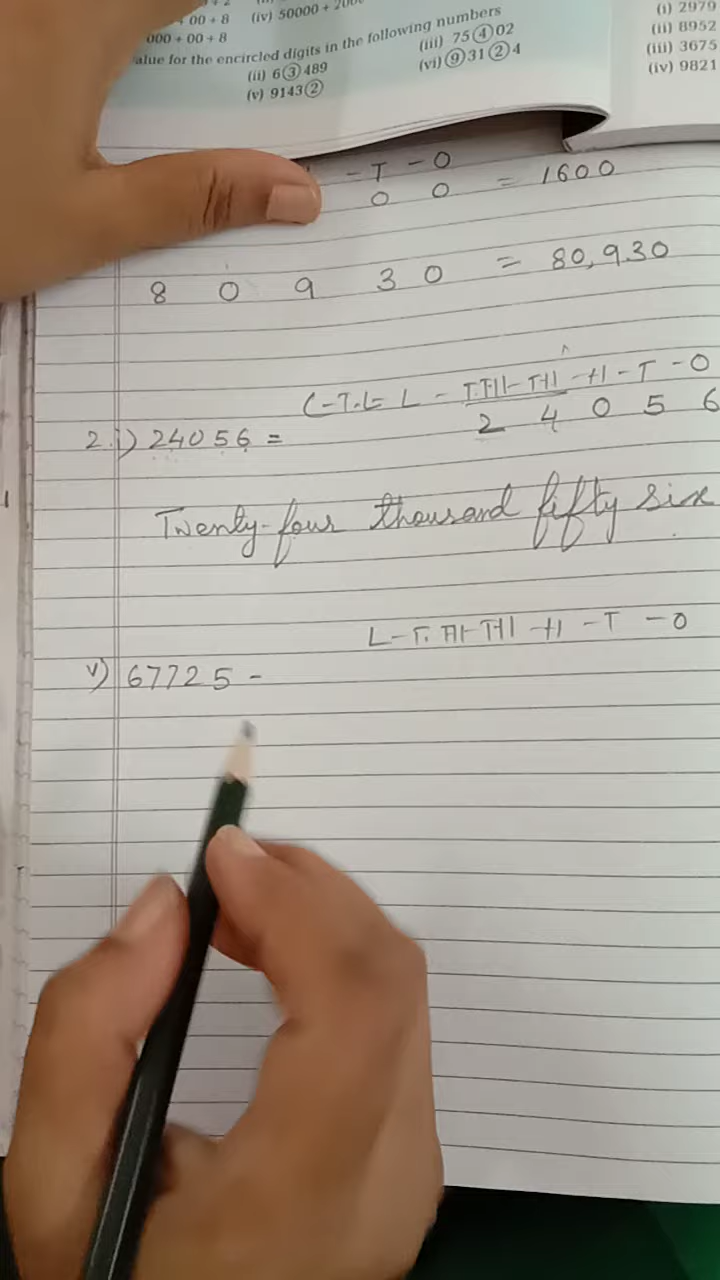 00 + 8 (iv) 50000 +
000 + 00 + 8
alue for the encircled digits in the following numbers
(ii) 6③489 (iii) 75④02
(v) 9143② (vi) ⑨31②4
(i) 2979
(ii) 8952
(iii) 3675
(iv) 9821
- T - O
0 0 = 1600
8 0 9 3 0 = 80,930
C - T.L - L - T.TH - TH - H - T - O
2. i) 24056 = 2 4 0 5 6
Twenty-four thousand fifty six
L - T.TH - TH - H - T - O
v) 67725 -